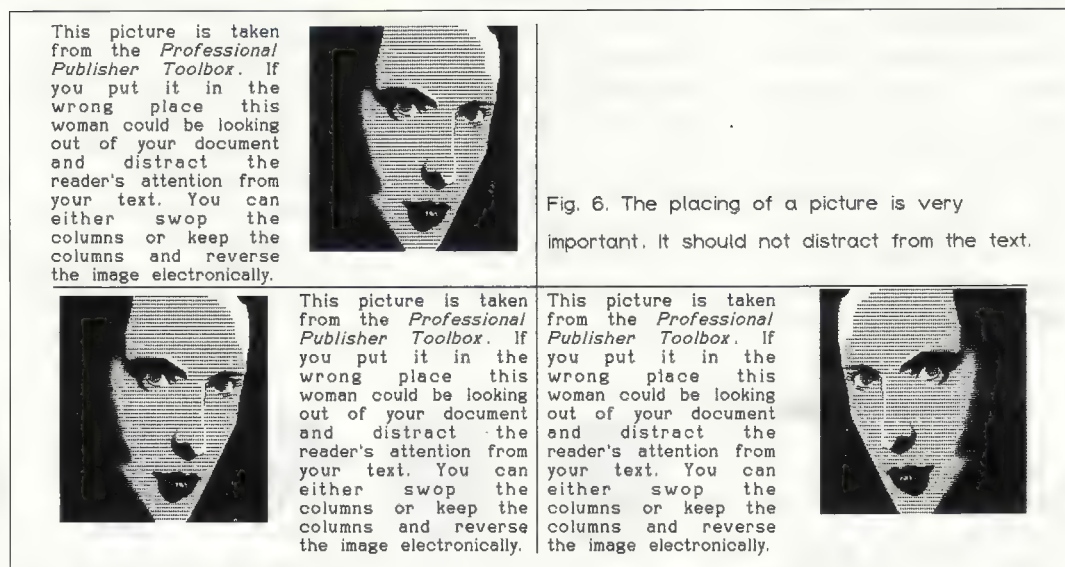 This picture is taken
from the Professional
Publisher Toolbox. If
you put it in the
wrong place this
woman could be looking
out of your document
and distract the
reader's attention from
your text. You can
either swop the
columns or keep the
columns and reverse
the image electronically.
Fig. 6. The placing of a picture is very
important. It should not distract from the text.
This picture is taken
from the Professional
Publisher Toolbox. If
you put it in the
wrong place this
woman could be looking
out of your document
and distract the
reader's attention from
your text. You can
either swop the
columns or keep the
columns and reverse
the image electronically.
This picture is taken
from the Professional
Publisher Toolbox. If
you put it in the
wrong place this
woman could be looking
out of your document
and distract the
reader's attention from
your text. You can
either swop the
columns or keep the
columns and reverse
the image electronically.